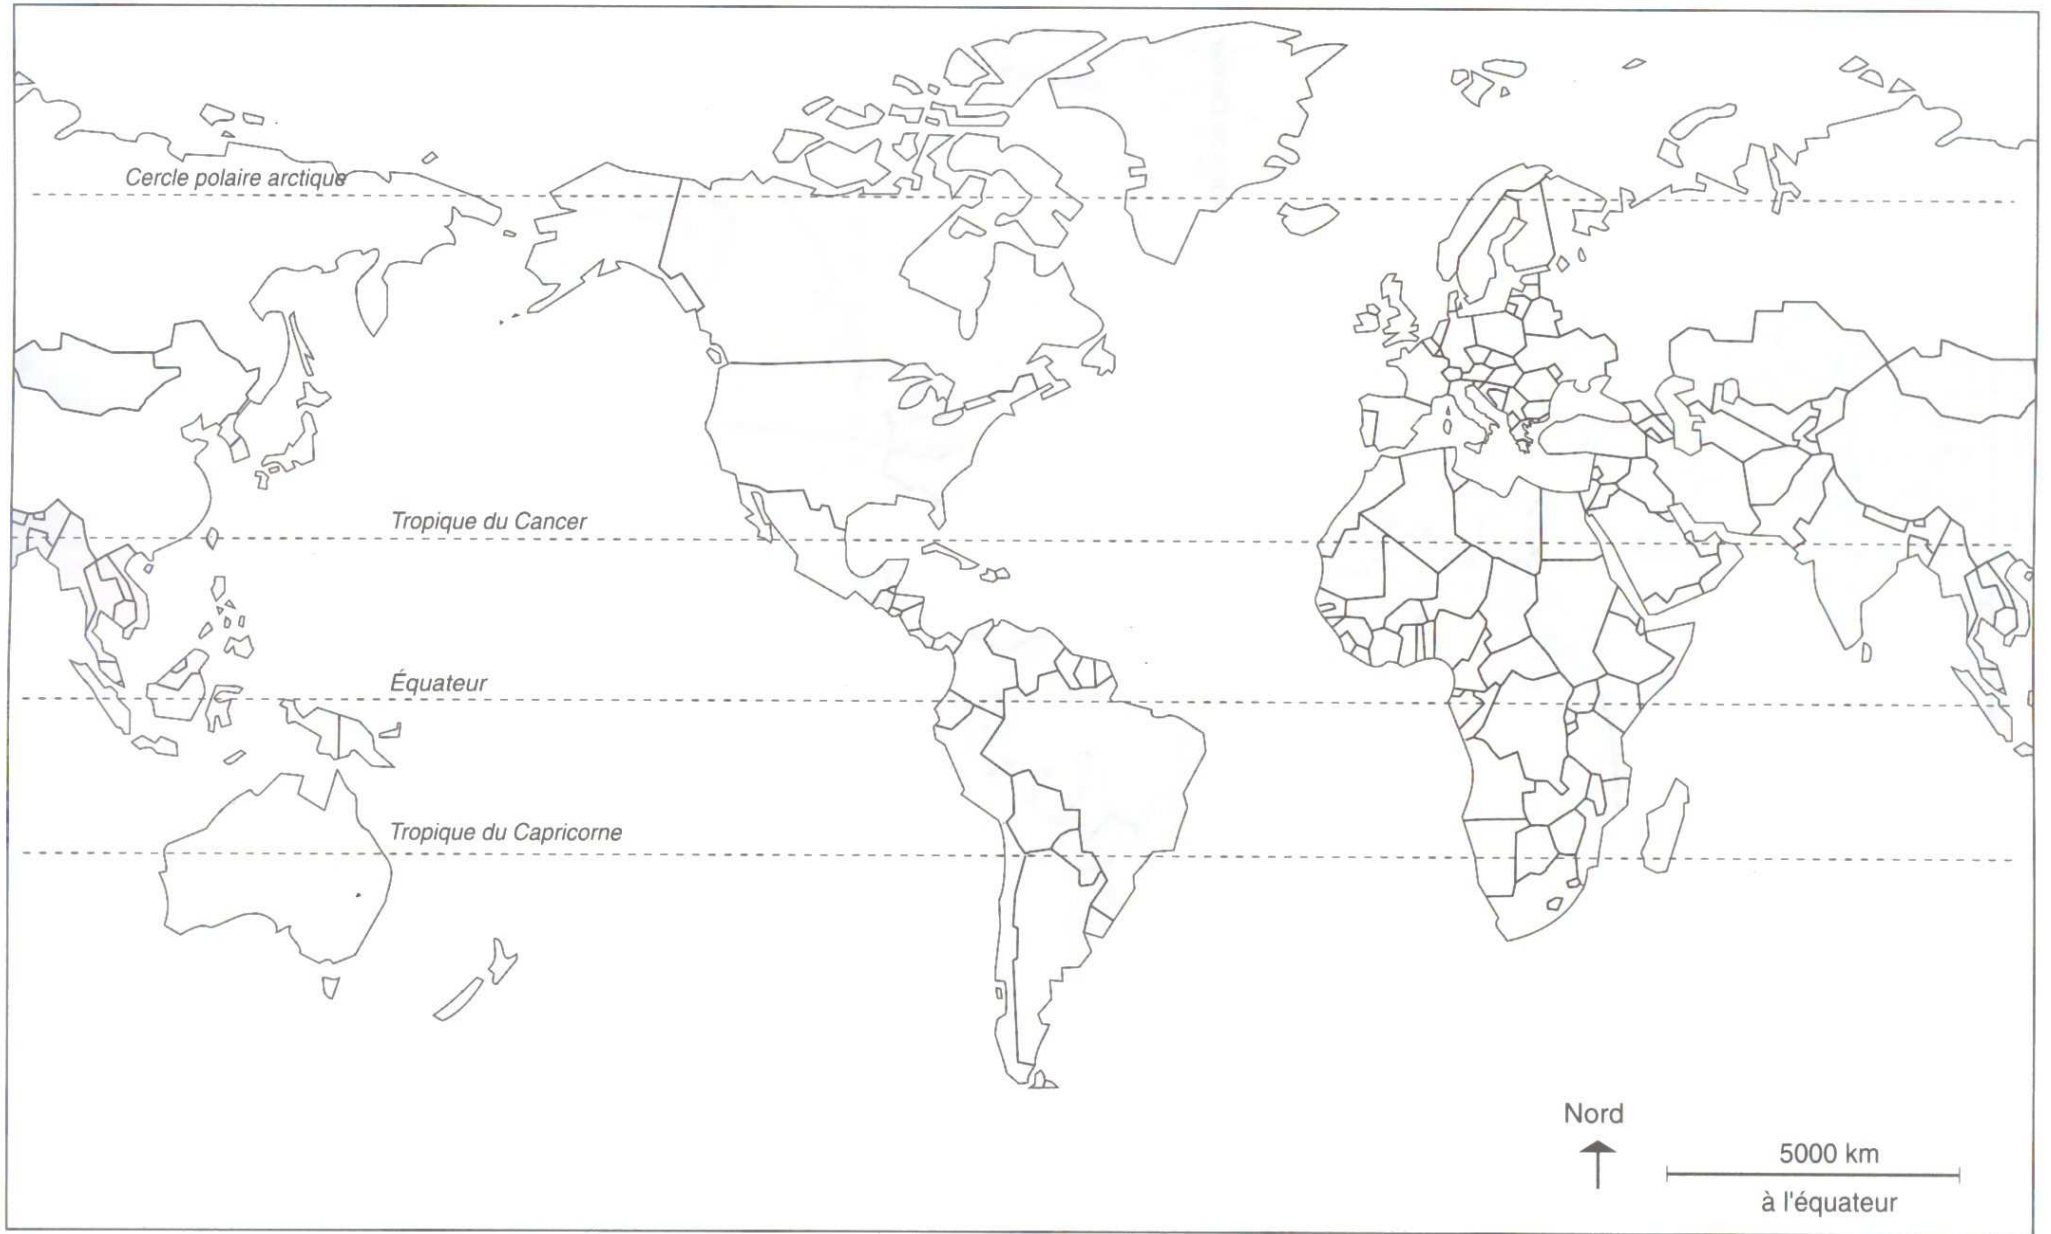 Cercle polaire arctique
Tropique du Cancer
Équateur
Tropique du Capricorne
Nord
5000 km
à l'équateur